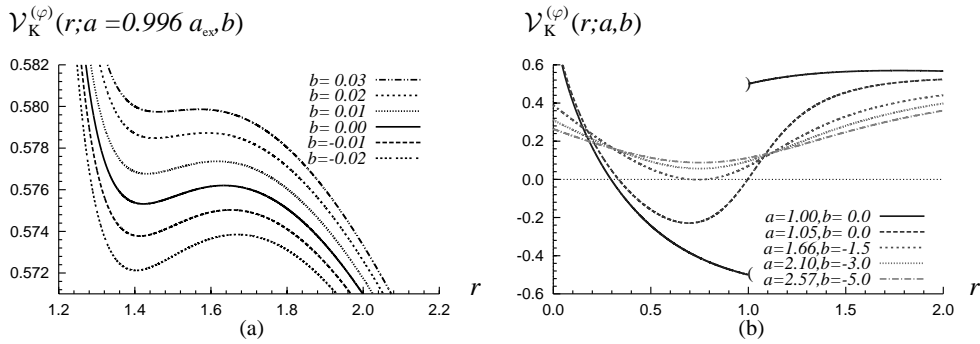 V_K^(φ)(r;a =0.996 a_ex,b)
0.582
0.580
0.578
0.576
0.574
0.572
b= 0.03
b= 0.02
b= 0.01
b= 0.00
b=-0.01
b=-0.02
1.2 1.4 1.6 1.8 2.0 2.2
r
(a)
V_K^(φ)(r;a,b)
0.6
0.4
0.2
0.0
-0.2
-0.4
-0.6
a=1.00,b= 0.0
a=1.05,b= 0.0
a=1.66,b=-1.5
a=2.10,b=-3.0
a=2.57,b=-5.0
0.0 0.5 1.0 1.5 2.0
r
(b)